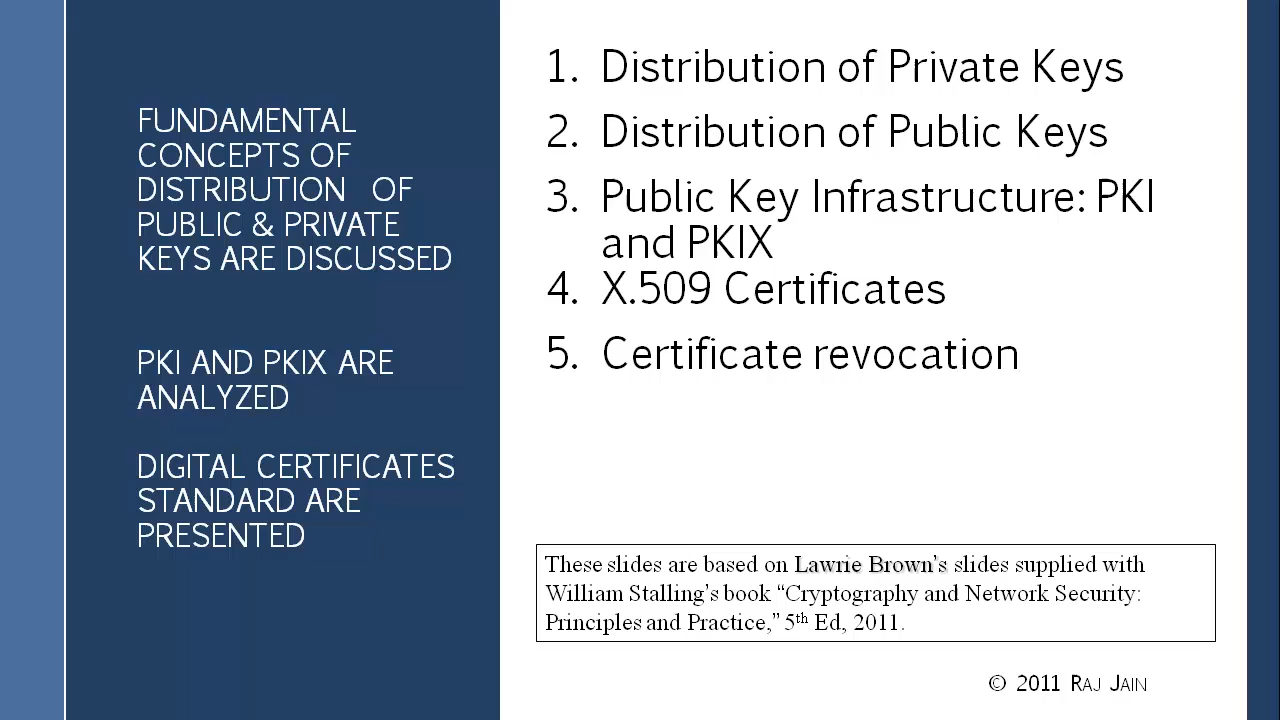 FUNDAMENTAL
CONCEPTS OF
DISTRIBUTION OF
PUBLIC & PRIVATE
KEYS ARE DISCUSSED
PKI AND PKIX ARE
ANALYZED
DIGITAL CERTIFICATES
STANDARD ARE
PRESENTED
1. Distribution of Private Keys
2. Distribution of Public Keys
3. Public Key Infrastructure: PKI
and PKIX
4. X.509 Certificates
5. Certificate revocation
These slides are based on Lawrie Brown's slides supplied with
William Stalling's book “Cryptography and Network Security:
Principles and Practice,” 5th Ed, 2011.
© 2011 RAJ JAIN